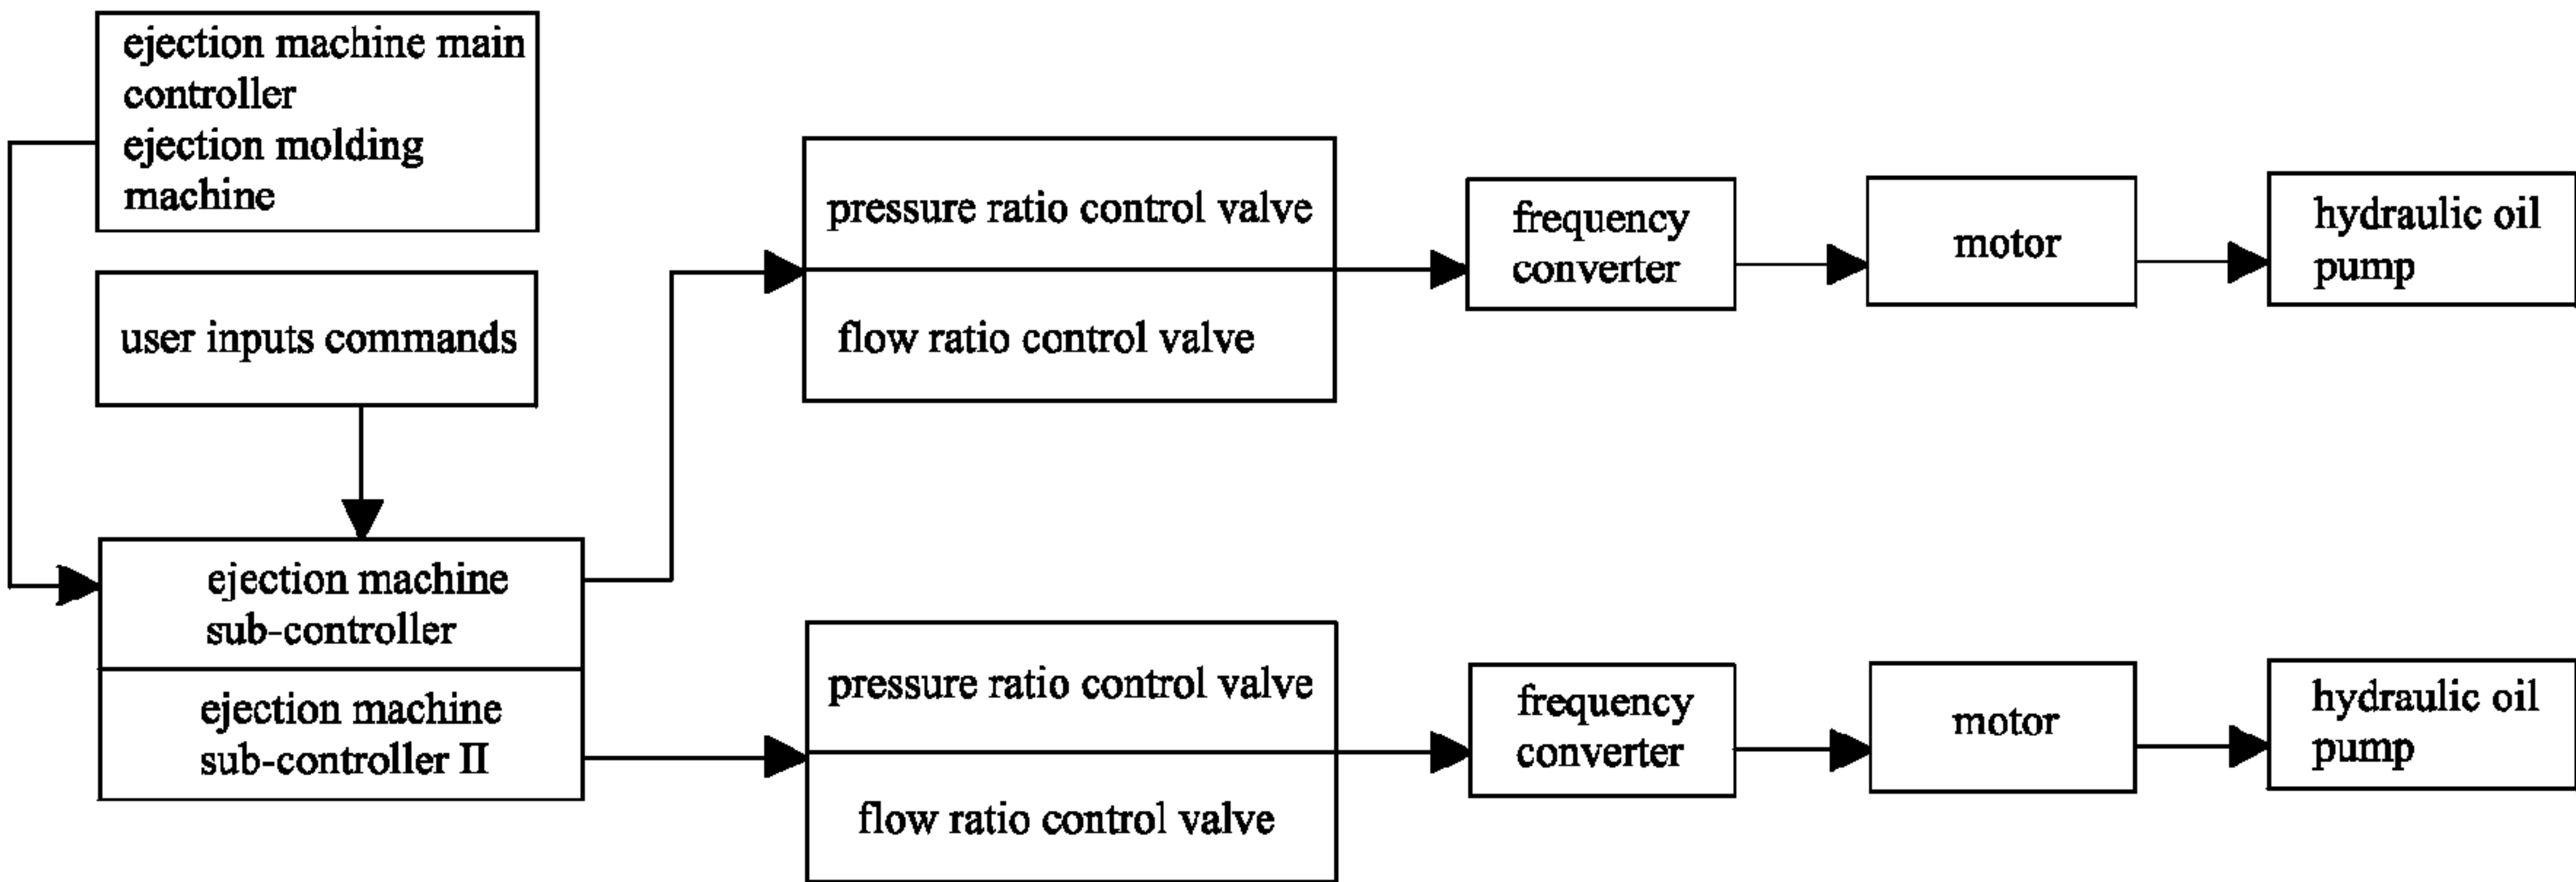 ejection machine main
controller
ejection molding
machine
user inputs commands
ejection machine
sub-controller
ejection machine
sub-controller II
pressure ratio control valve
flow ratio control valve
frequency
converter
motor
hydraulic oil
pump
pressure ratio control valve
flow ratio control valve
frequency
converter
motor
hydraulic oil
pump